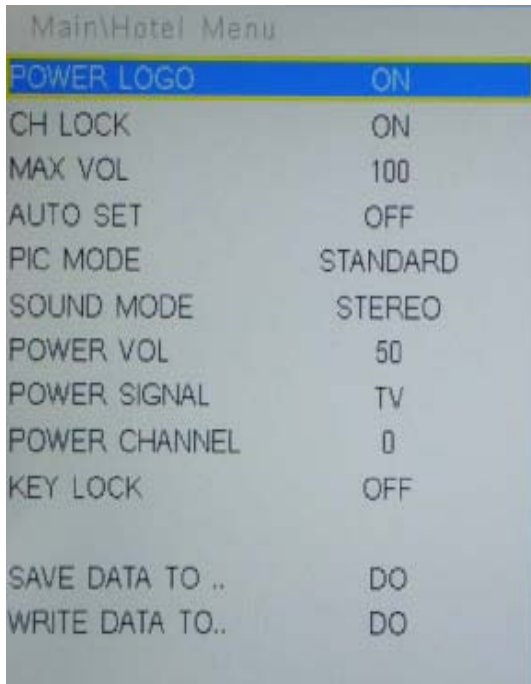 Main\Hotel Menu
POWER LOGO ON
CH LOCK ON
MAX VOL 100
AUTO SET OFF
PIC MODE STANDARD
SOUND MODE STEREO
POWER VOL 50
POWER SIGNAL TV
POWER CHANNEL 0
KEY LOCK OFF
SAVE DATA TO .. DO
WRITE DATA TO.. DO